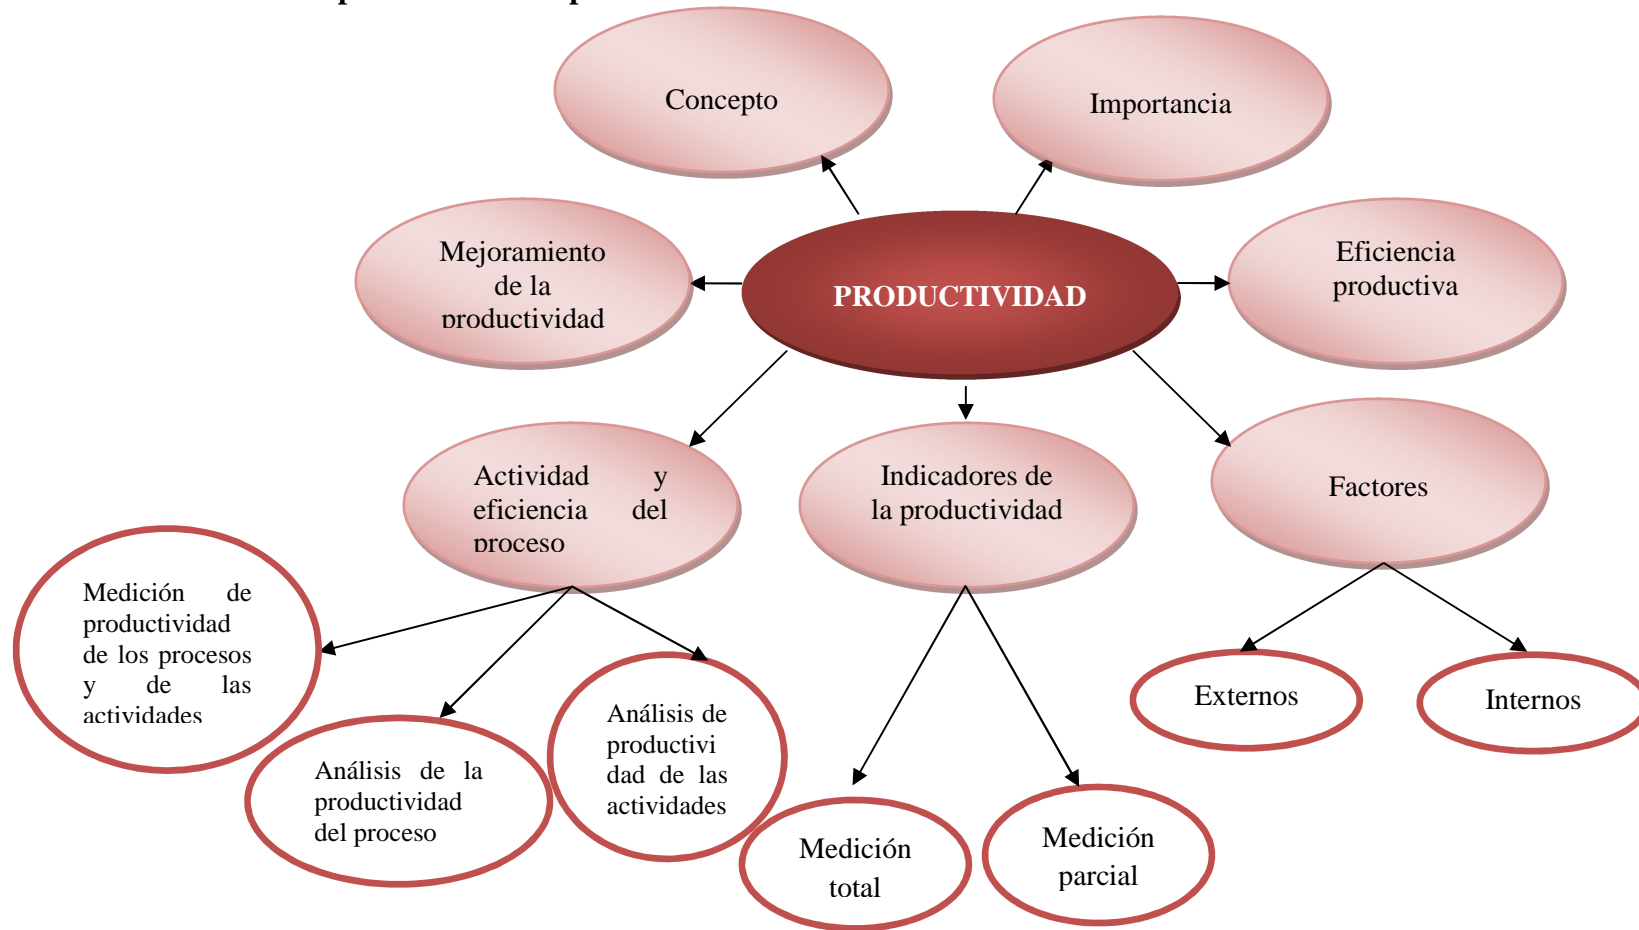 Concepto
Importancia
Mejoramiento
de la
productividad
PRODUCTIVIDAD
Eficiencia
productiva
Actividad y
eficiencia del
proceso
Indicadores de
la productividad
Factores
Medición de
productividad
de los procesos
y de las
actividades
Análisis de la
productividad
del proceso
Análisis de
productivi
dad de las
actividades
Medición
total
Medición
parcial
Externos
Internos